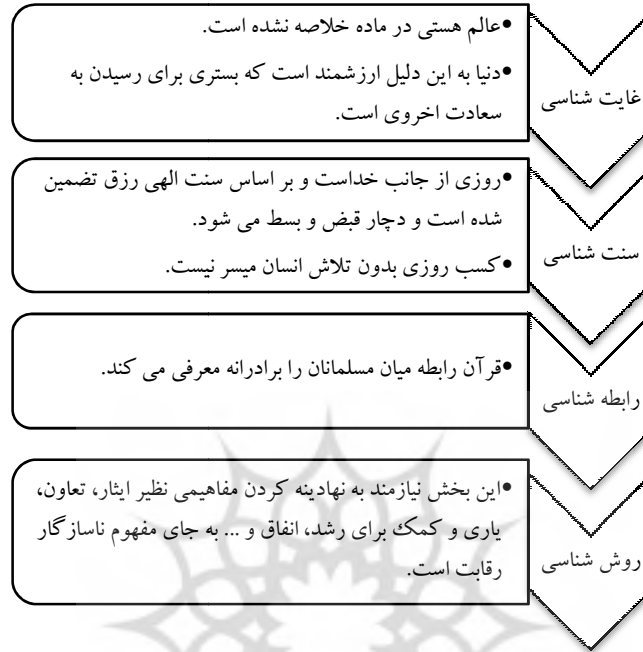 غایت شناسی
•عالم هستی در ماده خلاصه نشده است.
•دنیا به این دلیل ارزشمند است که بستری برای رسیدن به
سعادت اخروی است.
سنت شناسی
•روزی از جانب خداست و بر اساس سنت الهی رزق تضمین
شده است و دچار قبض و بسط می شود.
•کسب روزی بدون تلاش انسان میسر نیست.
رابطه شناسی
•قرآن رابطه میان مسلمانان را برادرانه معرفی می کند.
روش شناسی
•این بخش نیازمند به نهادینه کردن مفاهیمی نظیر ایثار، تعاون،
یاری و کمک برای رشد، انفاق و ... به جای مفهوم ناسازگار
رقابت است.